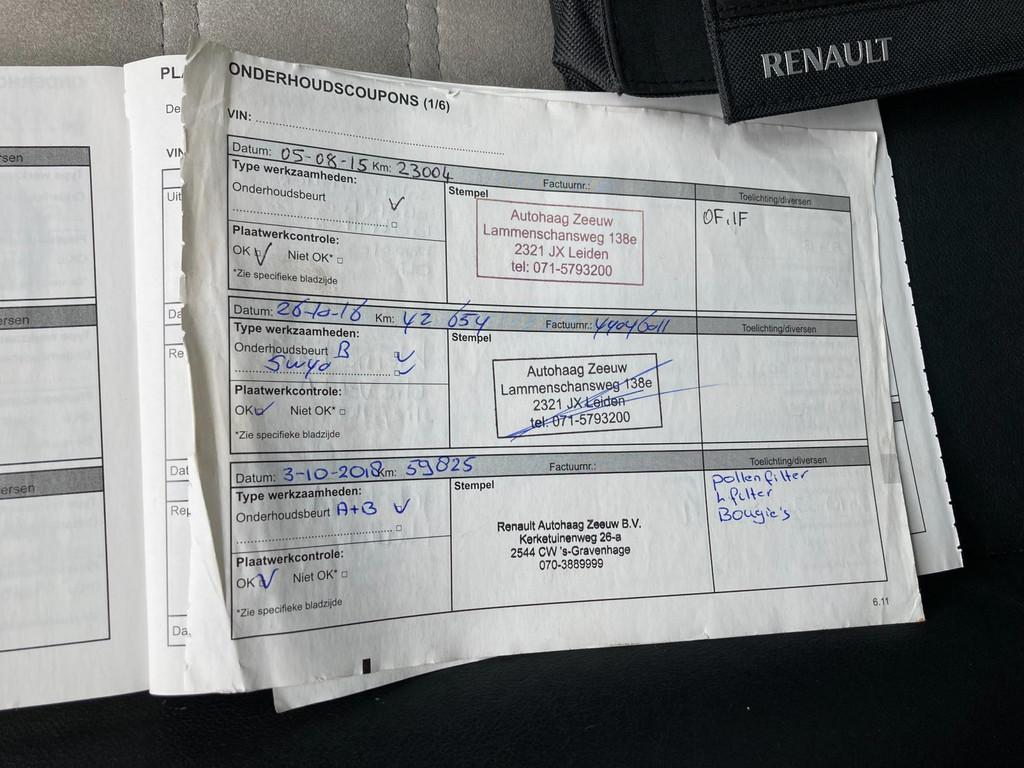 RENAULT
ONDERHOUDSCOUPONS (1/6)
VIN:
Datum: 05-08-15 Km: 23004 Factuurnr.:
Type werkzaamheden:
Onderhoudsbeurt
Plaatwerkcontrole:
OK Niet OK*
*Zie specifieke bladzijde
Stempel
Autohaag Zeeuw
Lammenschansweg 138e
2321 JX Leiden
tel: 071-5793200
Toelichting/diversen
OF, IF
Datum: 26-10-16 Km: 42 654 Factuurnr.: 44046011
Type werkzaamheden:
Onderhoudsbeurt B
5W40
Plaatwerkcontrole:
OK Niet OK*
*Zie specifieke bladzijde
Stempel
Autohaag Zeeuw
Lammenschansweg 138e
2321 JX Leiden
tel: 071-5793200
Toelichting/diversen
Datum: 3-10-2018 Km: 59825 Factuurnr.:
Type werkzaamheden:
Onderhoudsbeurt A+B
Plaatwerkcontrole:
OK Niet OK*
*Zie specifieke bladzijde
Stempel
Renault Autohaag Zeeuw B.V.
Kerketuinenweg 26-a
2544 CW 's-Gravenhage
070-3889999
Toelichting/diversen
pollenfilter
L filter
Bougie's
6.11